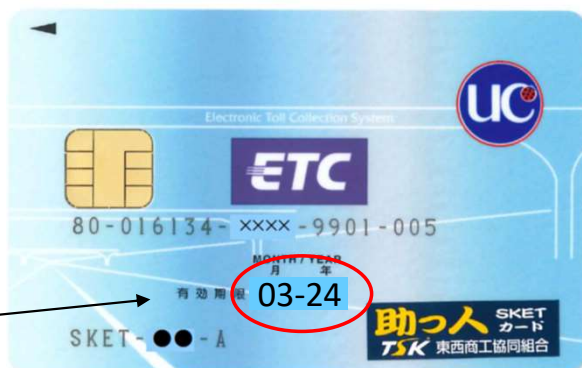 UC
Electronic Toll Collection System
ETC
80-016134-××××-9901-005
MONTH/YEAR
月 年
有効期限 03-24
SKET-●●-A
助っ人 SKET カード
TSK 東西商工協同組合